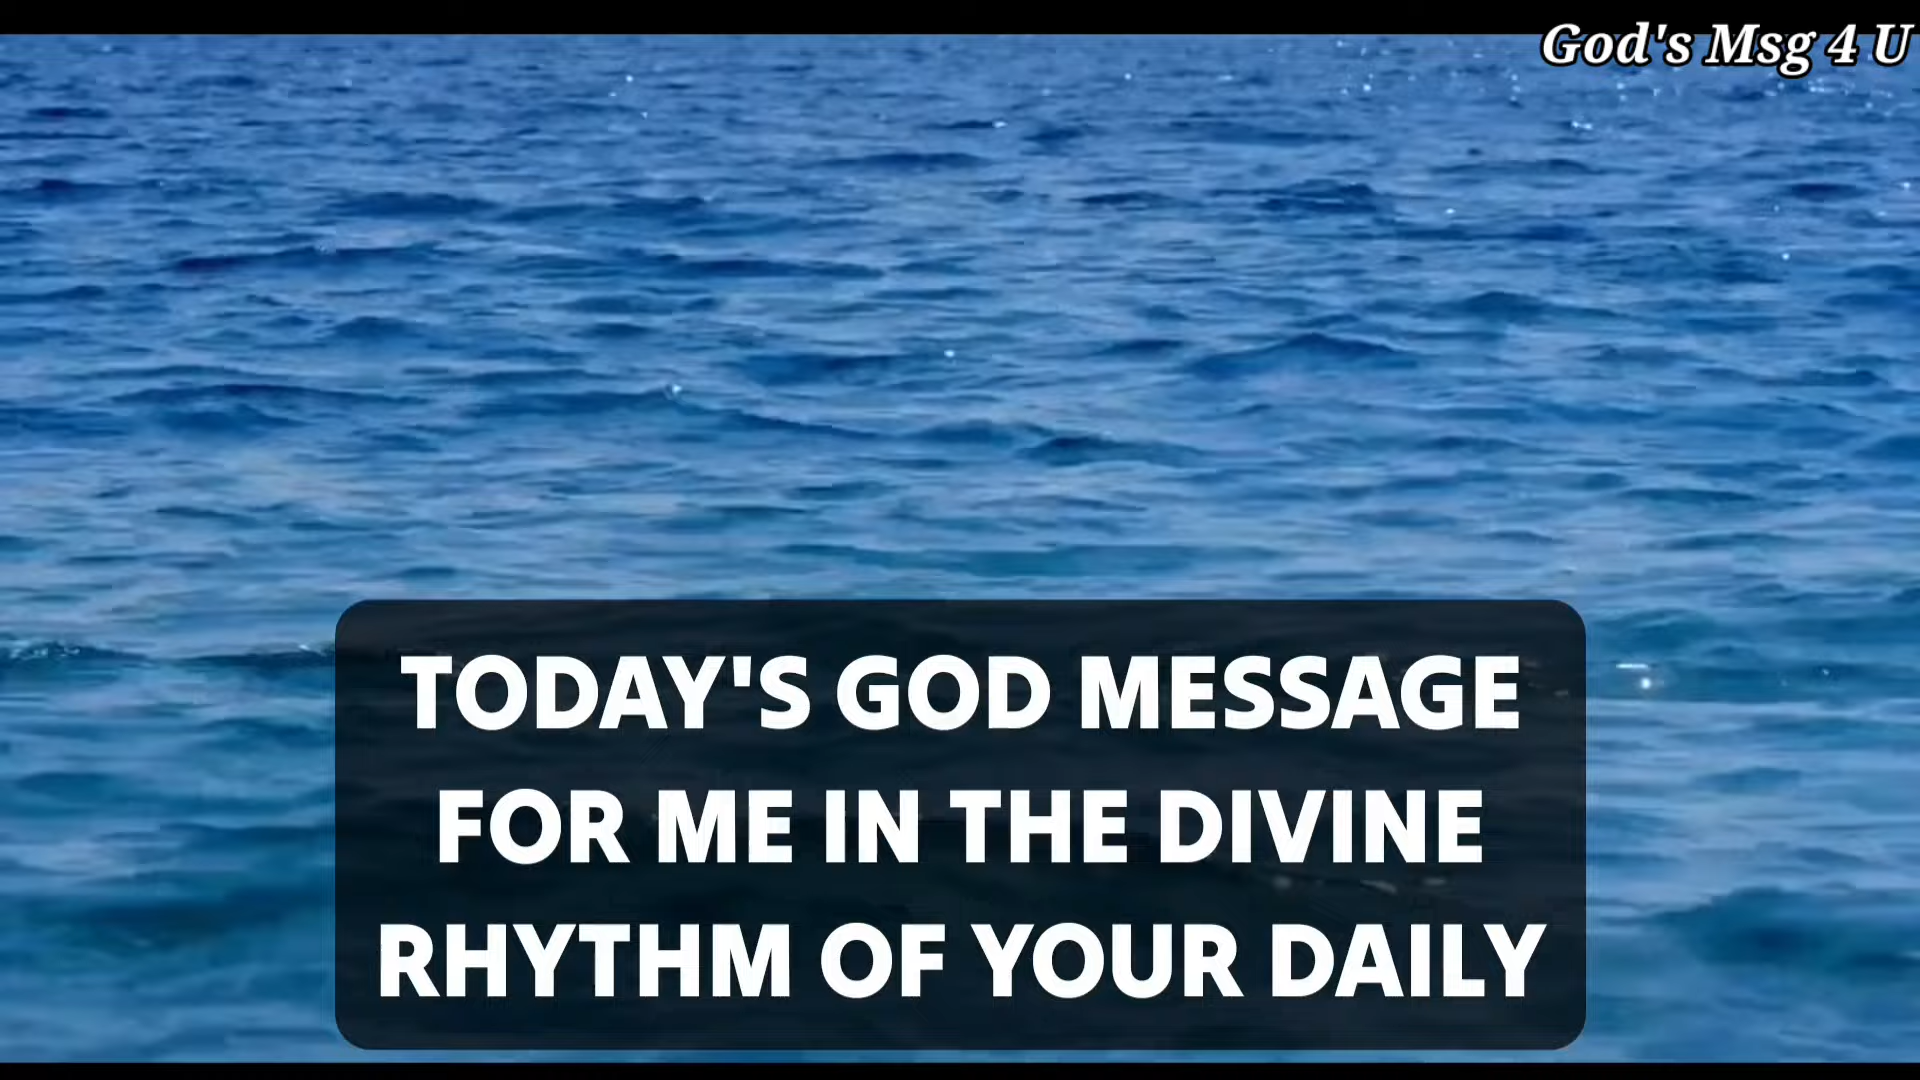 God's Msg 4 U
TODAY'S GOD MESSAGE
FOR ME IN THE DIVINE
RHYTHM OF YOUR DAILY